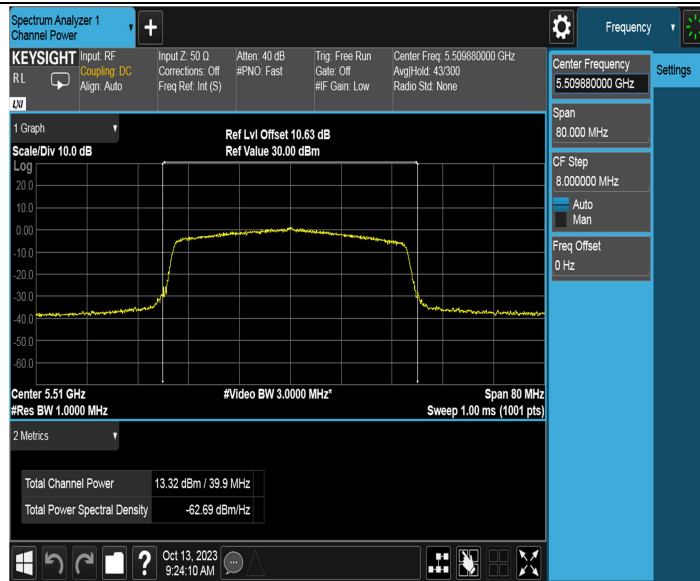 Spectrum Analyzer 1
Channel Power
+
Frequency
KEYSIGHT
RL
LXI
Input: RF
Coupling: DC
Align: Auto
Input Z: 50 Ω
Corrections: Off
Freq Ref: Int (S)
Atten: 40 dB
#PNO: Fast
Trig: Free Run
Gate: Off
#IF Gain: Low
Center Freq: 5.509880000 GHz
Avg|Hold: 43/300
Radio Std: None
Center Frequency
5.509880000 GHz
Settings
Span
80.000 MHz
CF Step
8.000000 MHz
Auto
Man
Freq Offset
0 Hz
1 Graph
Scale/Div 10.0 dB
Ref Lvl Offset 10.63 dB
Ref Value 30.00 dBm
Log
20.0
10.0
0.00
-10.0
-20.0
-30.0
-40.0
-50.0
-60.0
Center 5.51 GHz
#Video BW 3.0000 MHz*
Span 80 MHz
#Res BW 1.0000 MHz
Sweep 1.00 ms (1001 pts)
2 Metrics
Total Channel Power 13.32 dBm / 39.9 MHz
Total Power Spectral Density -62.69 dBm/Hz
?
Oct 13, 2023
9:24:10 AM